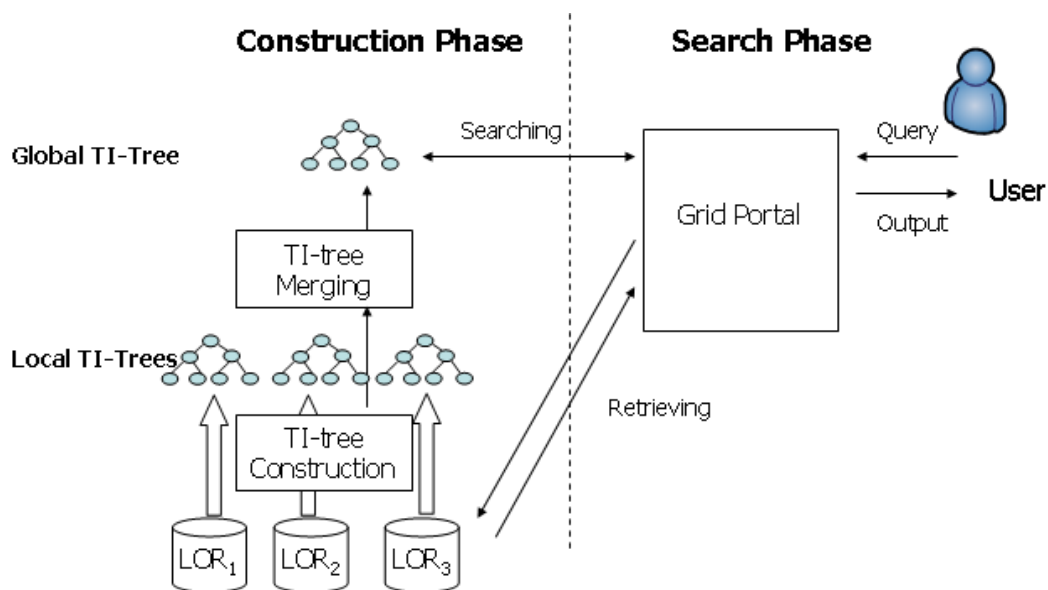 Construction Phase
Search Phase
Global TI-Tree
Searching
Query
User
Output
Grid Portal
TI-tree
Merging
Local TI-Trees
TI-tree
Construction
Retrieving
LOR1
LOR2
LOR3